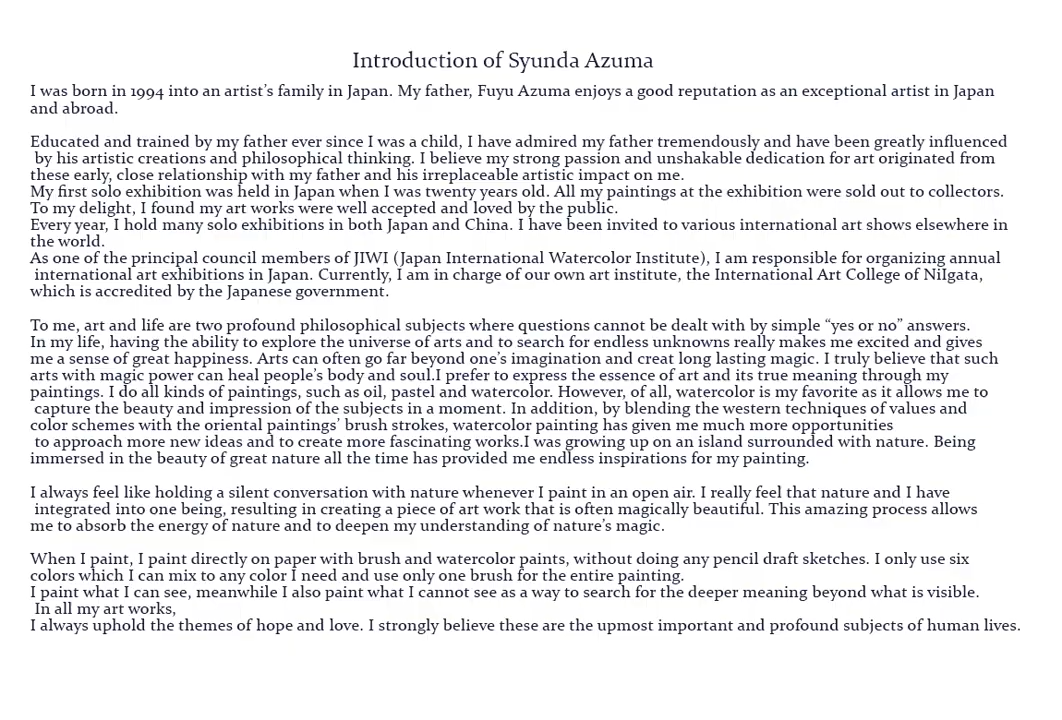 Introduction of Syunda Azuma
I was born in 1994 into an artist's family in Japan. My father, Fuyu Azuma enjoys a good reputation as an exceptional artist in Japan
and abroad.
Educated and trained by my father ever since I was a child, I have admired my father tremendously and have been greatly influenced
by his artistic creations and philosophical thinking. I believe my strong passion and unshakable dedication for art originated from
these early, close relationship with my father and his irreplaceable artistic impact on me.
My first solo exhibition was held in Japan when I was twenty years old. All my paintings at the exhibition were sold out to collectors.
To my delight, I found my art works were well accepted and loved by the public.
Every year, I hold many solo exhibitions in both Japan and China. I have been invited to various international art shows elsewhere in
the world.
As one of the principal council members of JIWI (Japan International Watercolor Institute), I am responsible for organizing annual
international art exhibitions in Japan. Currently, I am in charge of our own art institute, the International Art College of NiIgata,
which is accredited by the Japanese government.
To me, art and life are two profound philosophical subjects where questions cannot be dealt with by simple “yes or no” answers.
In my life, having the ability to explore the universe of arts and to search for endless unknowns really makes me excited and gives
me a sense of great happiness. Arts can often go far beyond one's imagination and creat long lasting magic. I truly believe that such
arts with magic power can heal people's body and soul.I prefer to express the essence of art and its true meaning through my
paintings. I do all kinds of paintings, such as oil, pastel and watercolor. However, of all, watercolor is my favorite as it allows me to
capture the beauty and impression of the subjects in a moment. In addition, by blending the western techniques of values and
color schemes with the oriental paintings' brush strokes, watercolor painting has given me much more opportunities
to approach more new ideas and to create more fascinating works.I was growing up on an island surrounded with nature. Being
immersed in the beauty of great nature all the time has provided me endless inspirations for my painting.
I always feel like holding a silent conversation with nature whenever I paint in an open air. I really feel that nature and I have
integrated into one being, resulting in creating a piece of art work that is often magically beautiful. This amazing process allows
me to absorb the energy of nature and to deepen my understanding of nature's magic.
When I paint, I paint directly on paper with brush and watercolor paints, without doing any pencil draft sketches. I only use six
colors which I can mix to any color I need and use only one brush for the entire painting.
I paint what I can see, meanwhile I also paint what I cannot see as a way to search for the deeper meaning beyond what is visible.
In all my art works,
I always uphold the themes of hope and love. I strongly believe these are the upmost important and profound subjects of human lives.